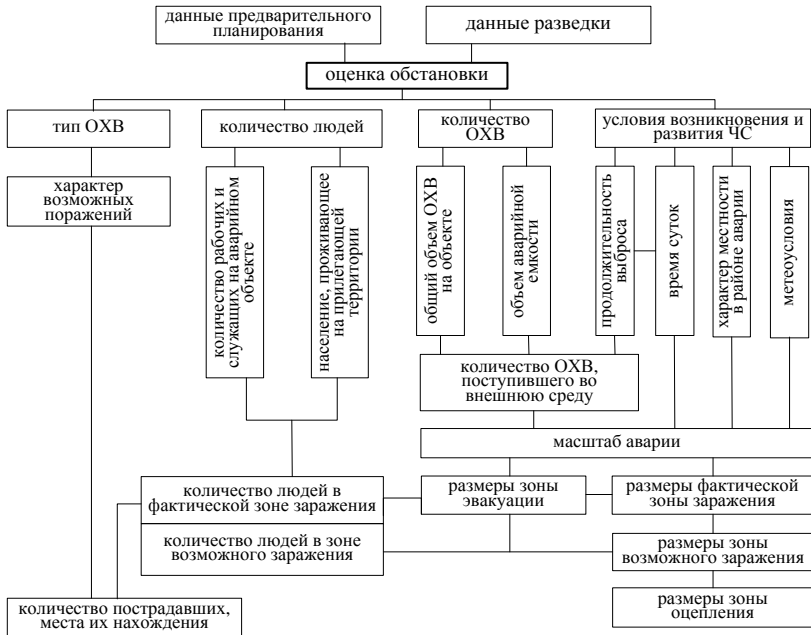 данные предварительного
планирования
данные разведки
оценка обстановки
тип ОХВ
количество людей
количество
ОХВ
условия возникновения и
развития ЧС
характер
возможных
поражений
количество рабочих и
служащих на аварийном
объекте
население, проживающее
на прилегающей
территории
общий объем ОХВ
на объекте
объем аварийной
емкости
продолжительность
выброса
время суток
характер местности
в районе аварии
метеоусловия
количество ОХВ,
поступившего во
внешнюю среду
масштаб аварии
количество людей в
фактической зоне заражения
размеры зоны
эвакуации
размеры фактической
зоны заражения
количество людей в зоне
возможного заражения
размеры зоны
возможного заражения
количество пострадавших,
места их нахождения
размеры зоны
оцепления